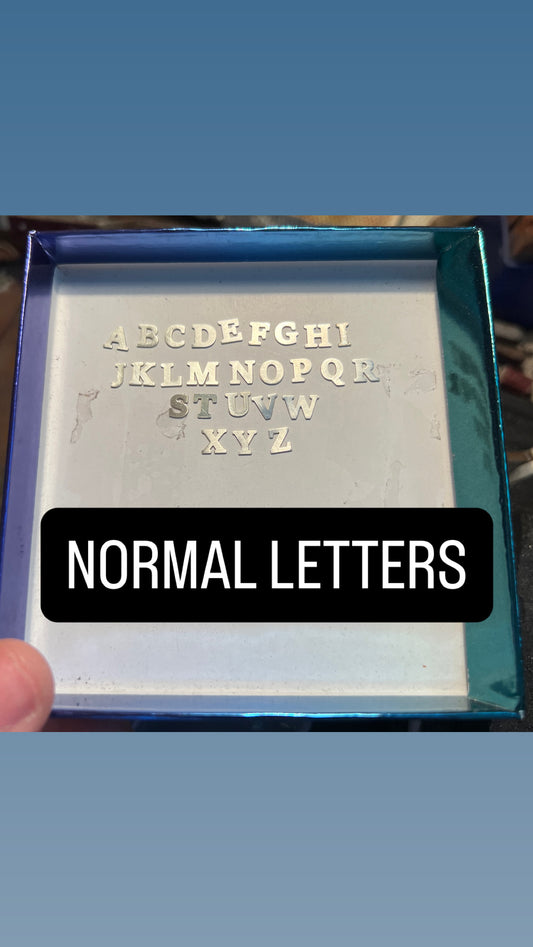 ABCDEFGHI
JKLMNOPQR
STUVW
XYZ
NORMAL LETTERS